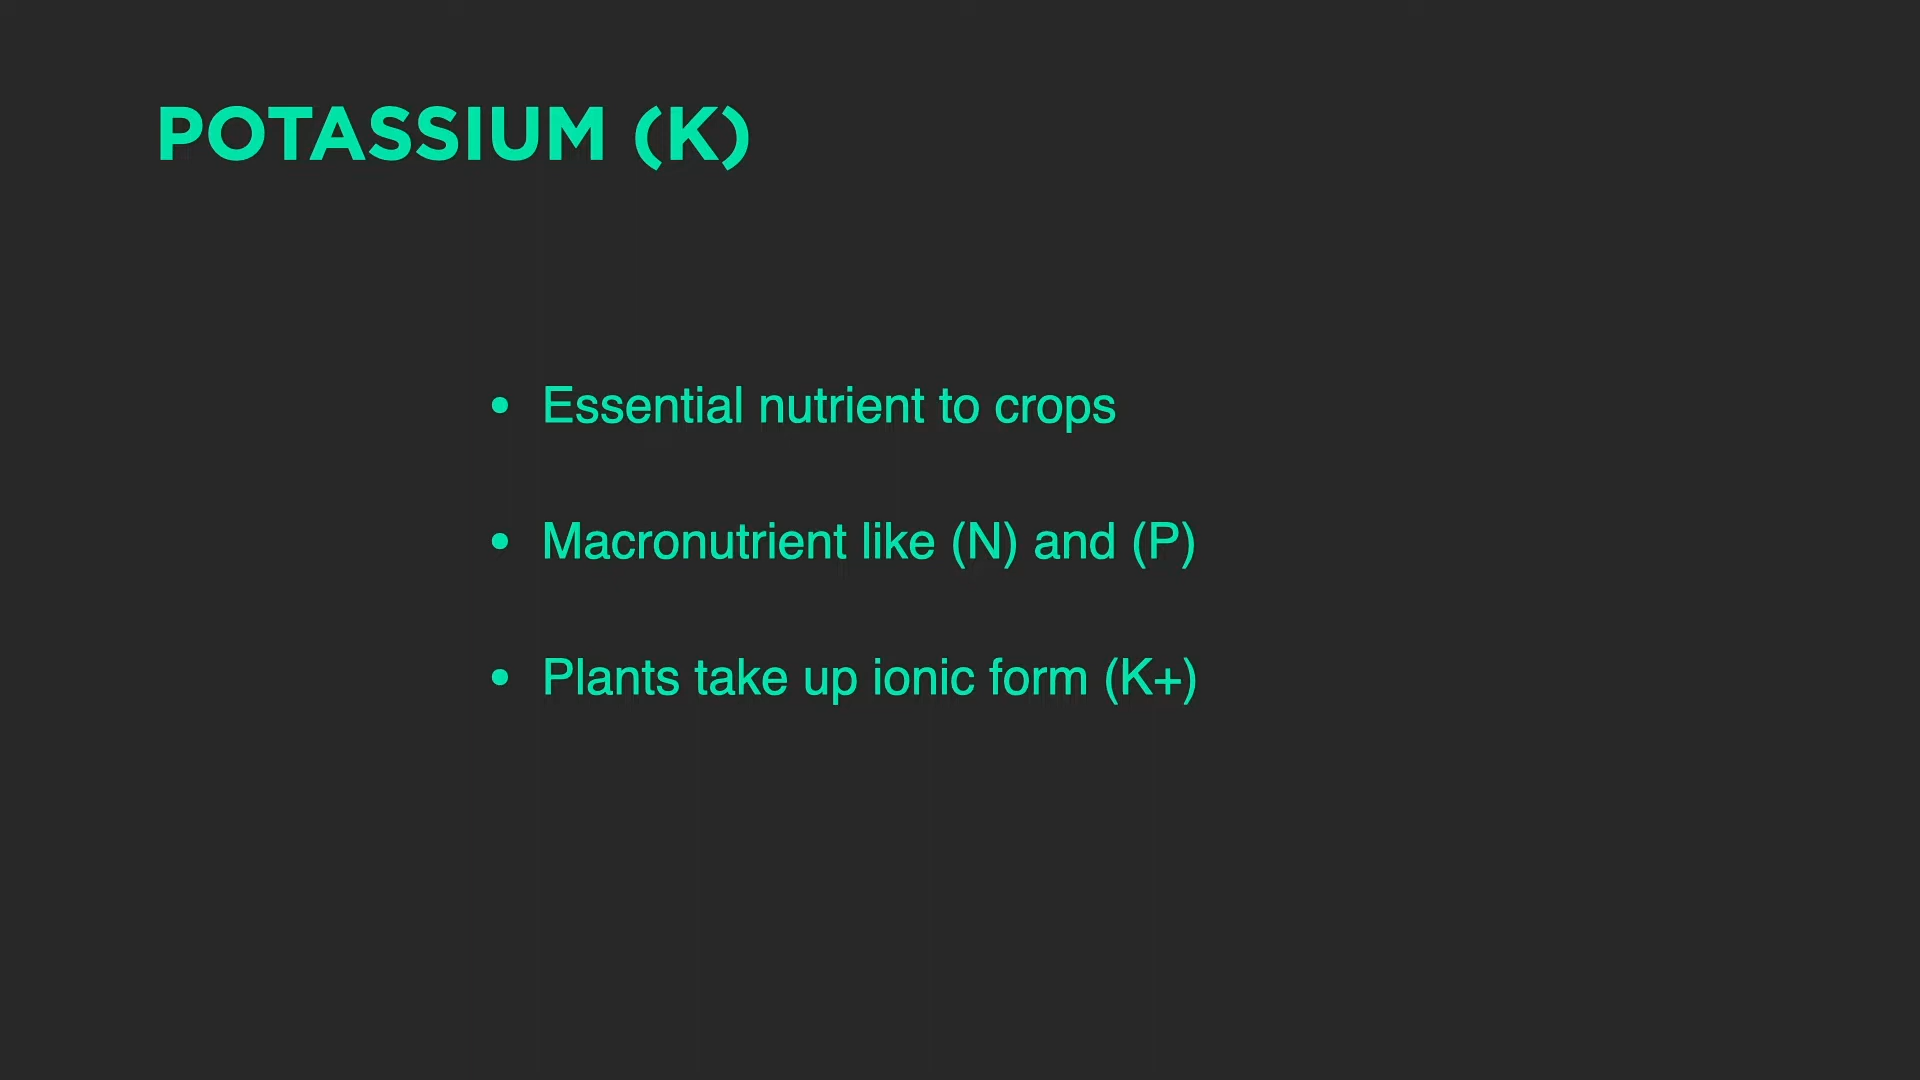 POTASSIUM (K)
• Essential nutrient to crops
• Macronutrient like (N) and (P)
• Plants take up ionic form (K+)